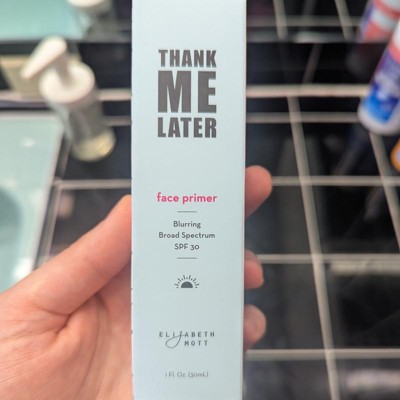 THANK
ME
LATER
face primer
Blurring
Broad Spectrum
SPF 30
ELIZABETH
MOTT
1 Fl. Oz. (30mL)